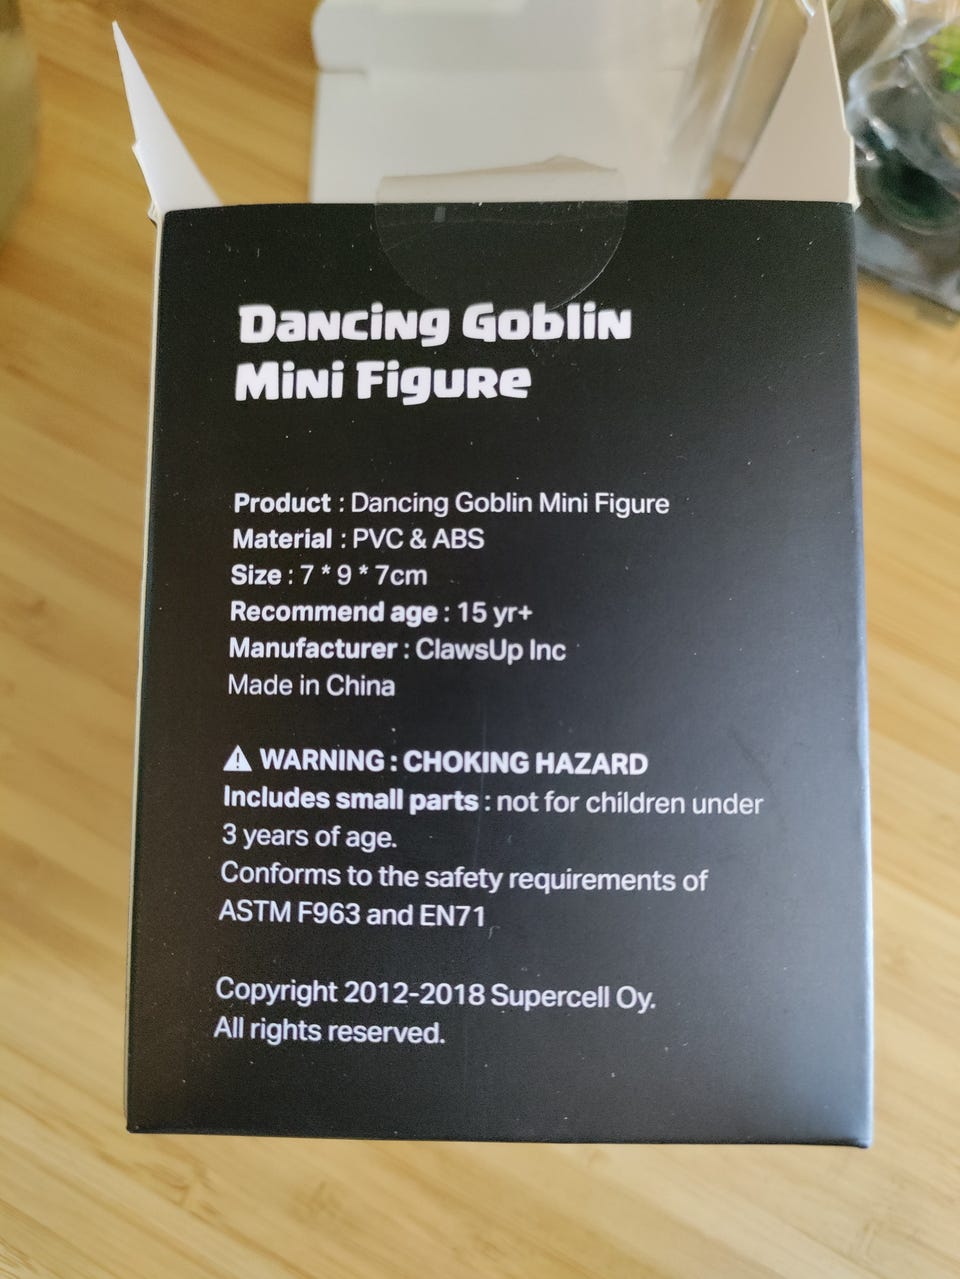 Dancing Goblin
Mini Figure
Product : Dancing Goblin Mini Figure
Material : PVC & ABS
Size : 7 * 9 * 7cm
Recommend age : 15 yr+
Manufacturer : ClawsUp Inc
Made in China
⚠ WARNING : CHOKING HAZARD
Includes small parts : not for children under
3 years of age.
Conforms to the safety requirements of
ASTM F963 and EN71
Copyright 2012-2018 Supercell Oy.
All rights reserved.